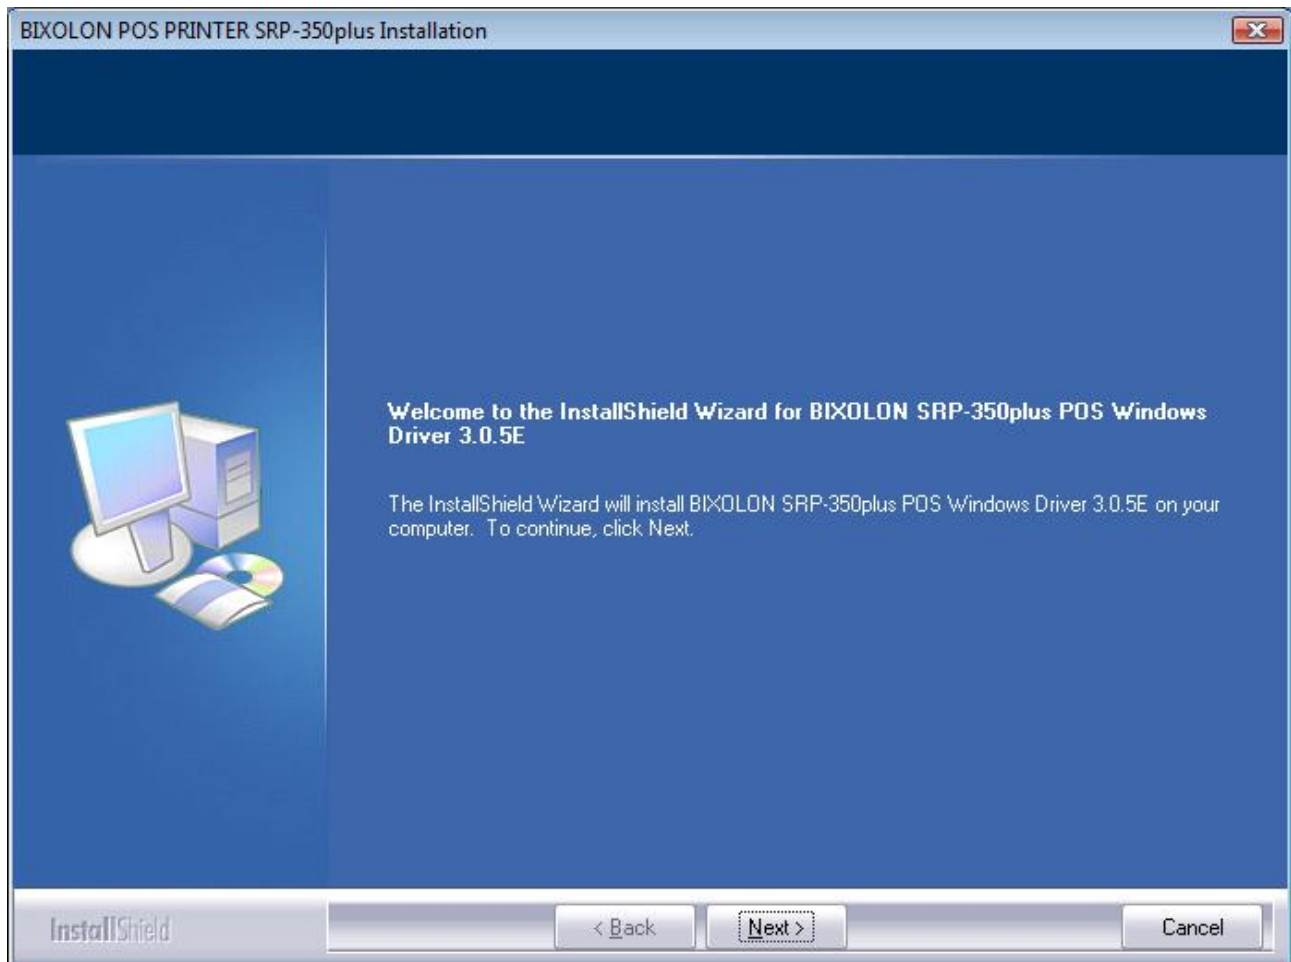 BIXOLON POS PRINTER SRP-350plus Installation
Welcome to the InstallShield Wizard for BIXOLON SRP-350plus POS Windows
Driver 3.0.5E
The InstallShield Wizard will install BIXOLON SRP-350plus POS Windows Driver 3.0.5E on your
computer. To continue, click Next.
InstallShield
< Back
Next >
Cancel